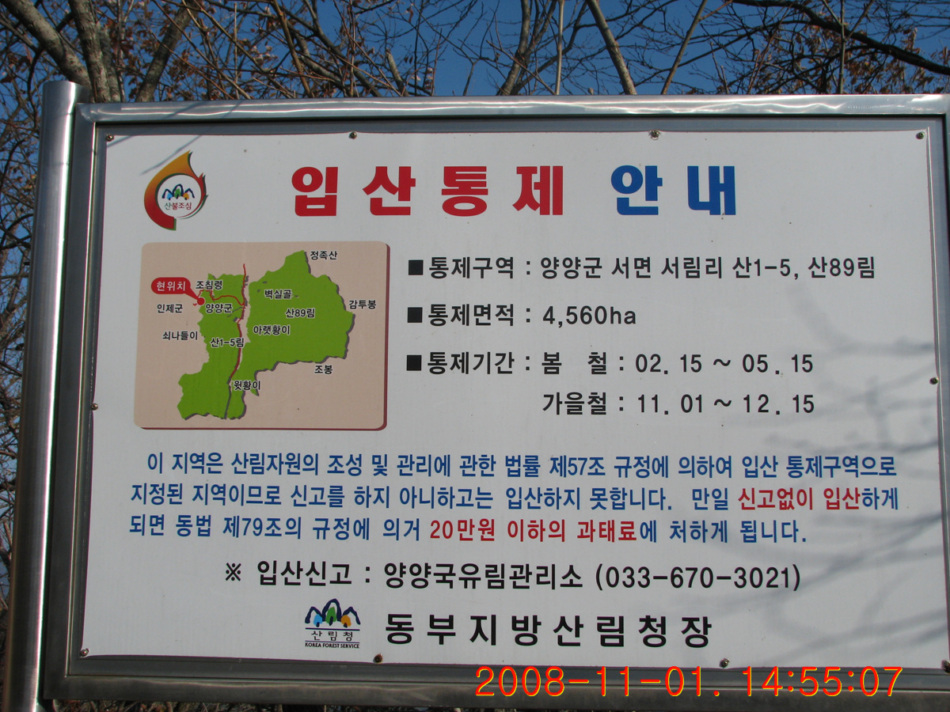 입산통제 안내
산불조심
정족산
조침령
현위치
벽실골
인제군
양양군
산89림
감투봉
쇠나들이
아랫황이
산1-5림
조봉
윗황이
■통제구역 : 양양군 서면 서림리 산1-5, 산89림
■통제면적 : 4,560ha
■통제기간 : 봄 철 : 02. 15 ~ 05. 15
가을철 : 11. 01 ~ 12. 15
이 지역은 산림자원의 조성 및 관리에 관한 법률 제57조 규정에 의하여 입산 통제구역으로
지정된 지역이므로 신고를 하지 아니하고는 입산하지 못합니다. 만일 신고없이 입산하게
되면 동법 제79조의 규정에 의거 20만원 이하의 과태료에 처하게 됩니다.
※ 입산신고 : 양양국유림관리소 (033-670-3021)
산림청
KOREA FOREST SERVICE
동부지방산림청장
2008-11-01. 14:55:07